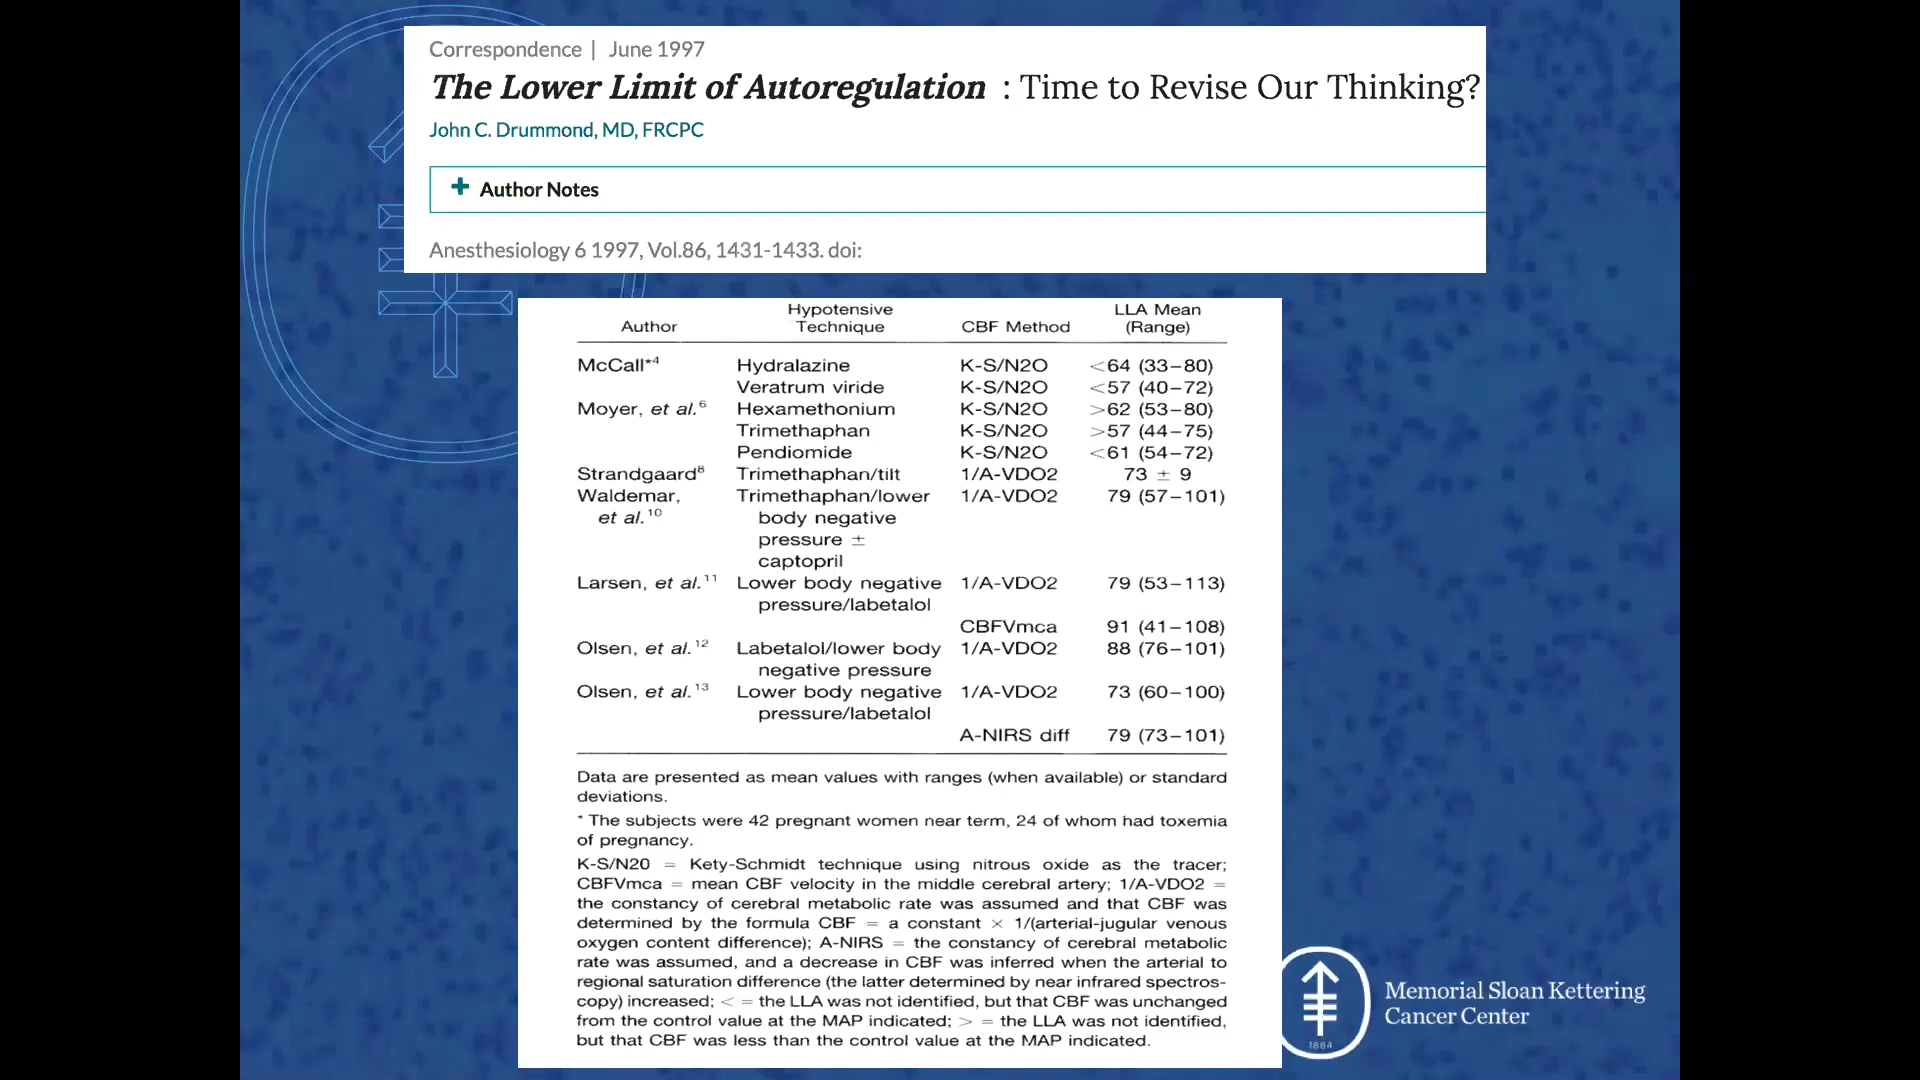 Correspondence | June 1997
The Lower Limit of Autoregulation : Time to Revise Our Thinking?
John C. Drummond, MD, FRCPC
+ Author Notes
Anesthesiology 6 1997, Vol.86, 1431-1433. doi:
Hypotensive LLA Mean
Author Technique CBF Method (Range)
McCall*4 Hydralazine K-S/N2O <64 (33–80)
Veratrum viride K-S/N2O <57 (40–72)
Moyer, et al.6 Hexamethonium K-S/N2O >62 (53–80)
Trimethaphan K-S/N2O >57 (44–75)
Pendiomide K-S/N2O <61 (54–72)
Strandgaard8 Trimethaphan/tilt 1/A-VDO2 73 ± 9
Waldemar, Trimethaphan/lower 1/A-VDO2 79 (57–101)
et al.10 body negative
pressure ±
captopril
Larsen, et al.11 Lower body negative 1/A-VDO2 79 (53–113)
pressure/labetalol
CBFVmca 91 (41–108)
Olsen, et al.12 Labetalol/lower body 1/A-VDO2 88 (76–101)
negative pressure
Olsen, et al.13 Lower body negative 1/A-VDO2 73 (60–100)
pressure/labetalol
A-NIRS diff 79 (73–101)
Data are presented as mean values with ranges (when available) or standard
deviations.
* The subjects were 42 pregnant women near term, 24 of whom had toxemia
of pregnancy.
K-S/N20 = Kety-Schmidt technique using nitrous oxide as the tracer;
CBFVmca = mean CBF velocity in the middle cerebral artery; 1/A-VDO2 =
the constancy of cerebral metabolic rate was assumed and that CBF was
determined by the formula CBF = a constant × 1/(arterial-jugular venous
oxygen content difference); A-NIRS = the constancy of cerebral metabolic
rate was assumed, and a decrease in CBF was inferred when the arterial to
regional saturation difference (the latter determined by near infrared spectros-
copy) increased; < = the LLA was not identified, but that CBF was unchanged
from the control value at the MAP indicated; > = the LLA was not identified,
but that CBF was less than the control value at the MAP indicated.
Memorial Sloan Kettering
Cancer Center
1884